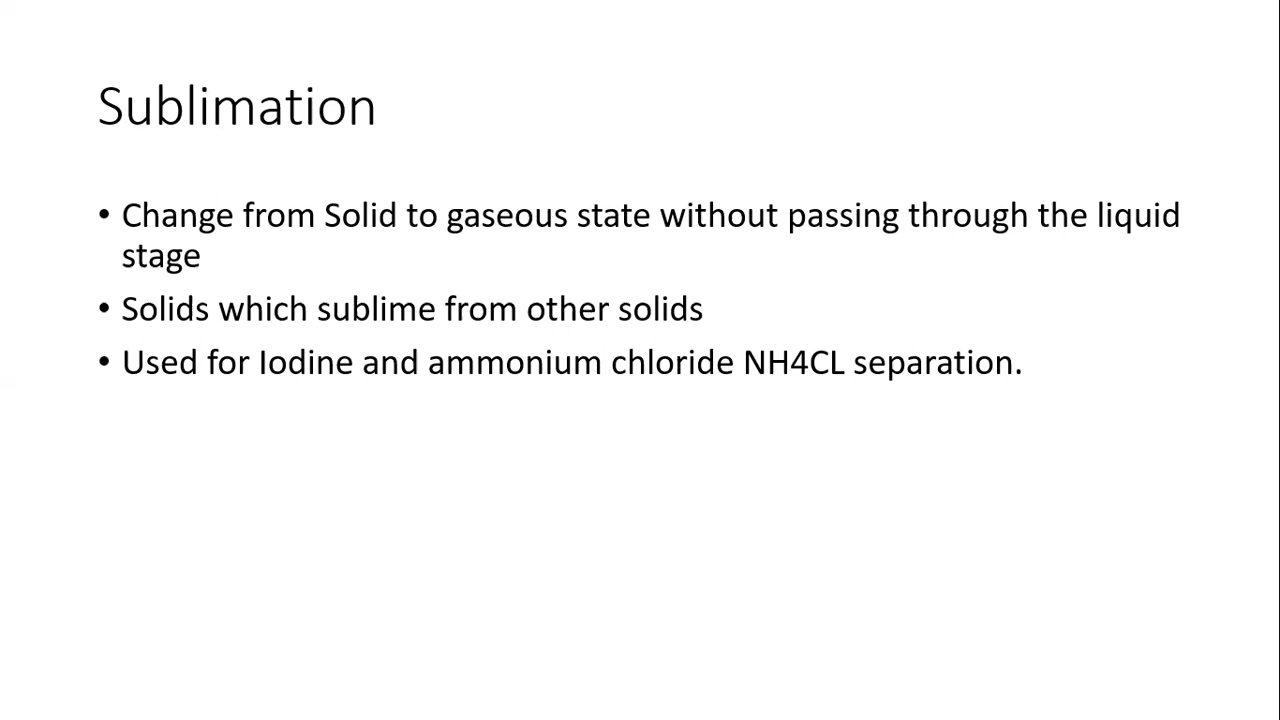 Sublimation
• Change from Solid to gaseous state without passing through the liquid
stage
• Solids which sublime from other solids
• Used for Iodine and ammonium chloride NH4CL separation.